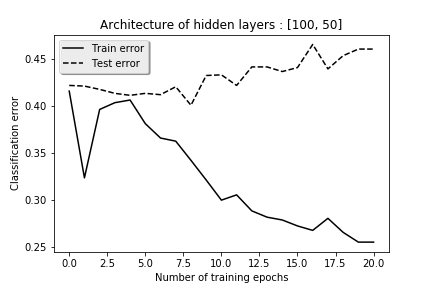 Architecture of hidden layers : [100, 50]
Train error
Test error
0.45
0.40
0.35
0.30
0.25
Classification error
0.0 2.5 5.0 7.5 10.0 12.5 15.0 17.5 20.0
Number of training epochs